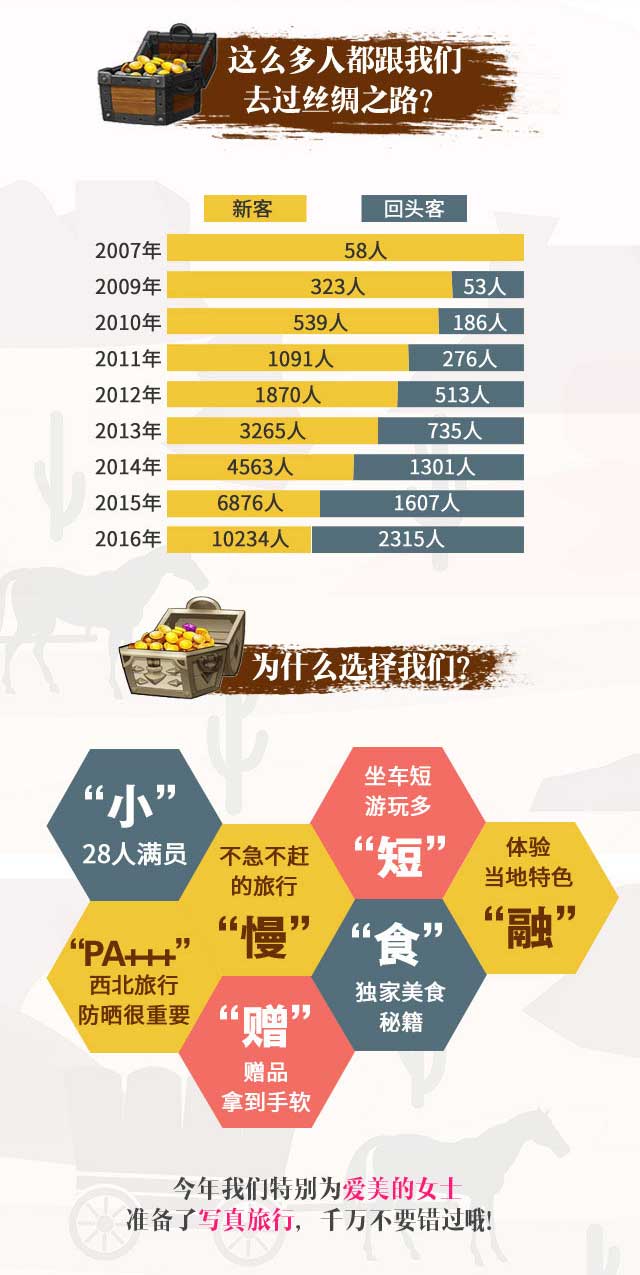 这么多人都跟我们
去过丝绸之路?
新客 回头客
2007年 58人
2009年 323人 53人
2010年 539人 186人
2011年 1091人 276人
2012年 1870人 513人
2013年 3265人 735人
2014年 4563人 1301人
2015年 6876人 1607人
2016年 10234人 2315人
为什么选择我们?
“小”
28人满员
不急不赶
的旅行
“慢”
坐车短
游玩多
“短”
体验
当地特色
“融”
“PA+++”
西北旅行
防晒很重要
“赠”
赠品
拿到手软
“食”
独家美食
秘籍
今年我们特别为爱美的女士
准备了写真旅行，千万不要错过哦!